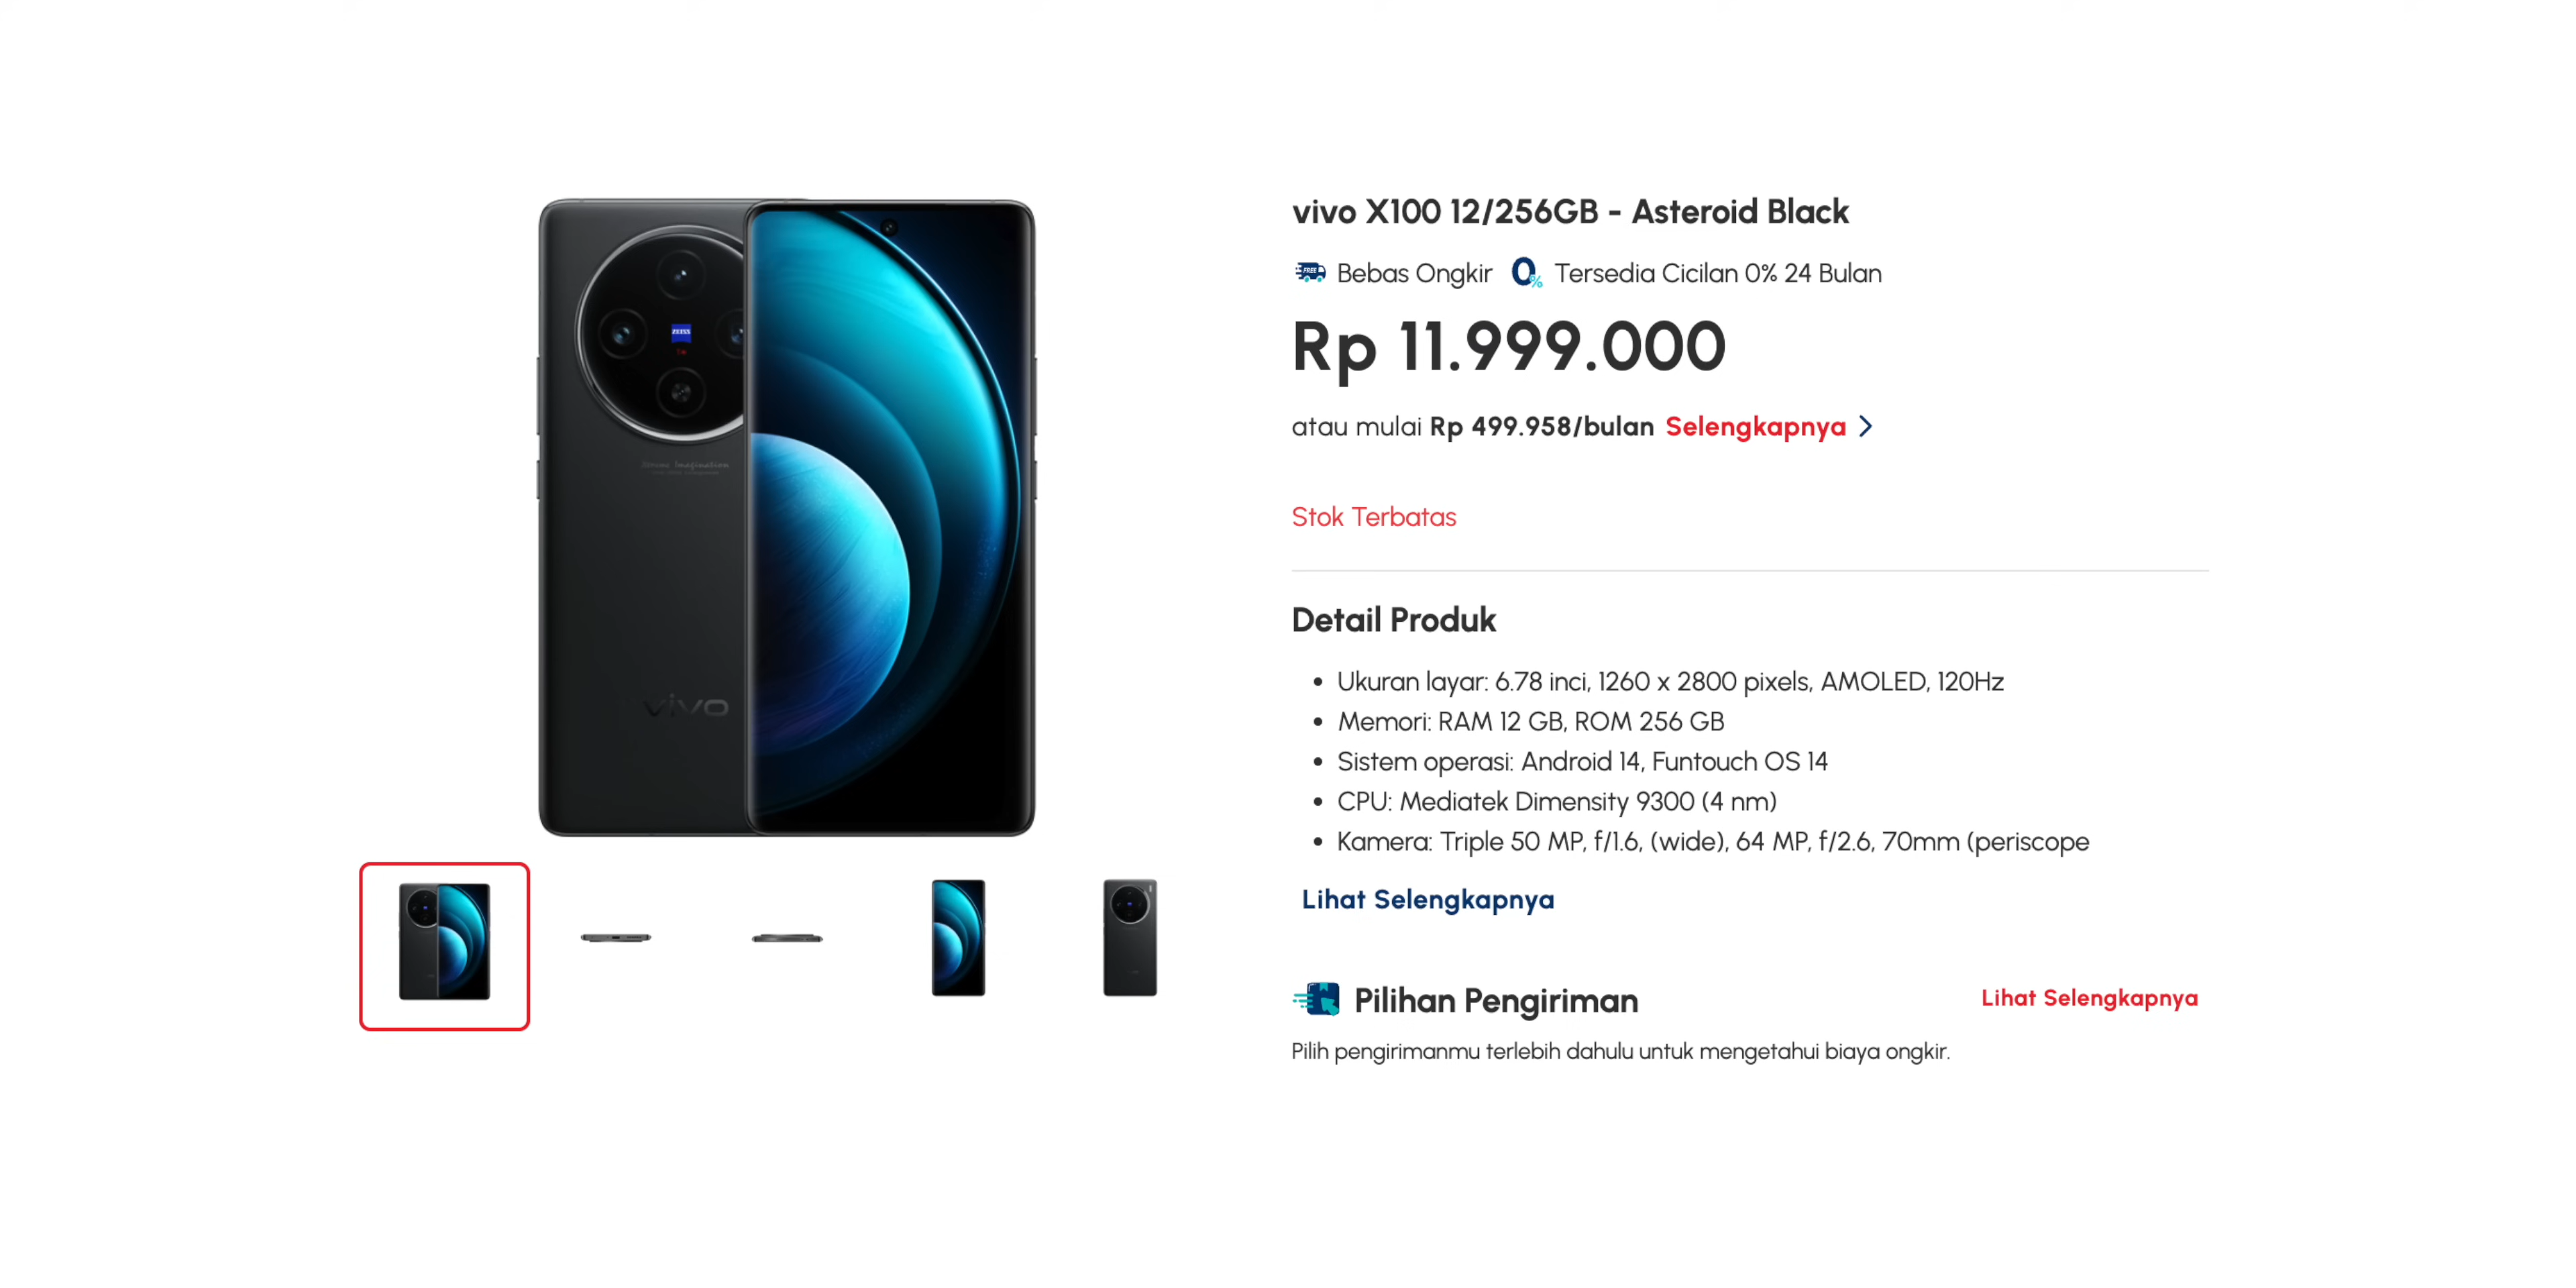 ZEISS
vivo
vivo X100 12/256GB - Asteroid Black
FREE Bebas Ongkir 0% Tersedia Cicilan 0% 24 Bulan
Rp 11.999.000
atau mulai Rp 499.958/bulan Selengkapnya
Stok Terbatas
Detail Produk
• Ukuran layar: 6.78 inci, 1260 x 2800 pixels, AMOLED, 120Hz
• Memori: RAM 12 GB, ROM 256 GB
• Sistem operasi: Android 14, Funtouch OS 14
• CPU: Mediatek Dimensity 9300 (4 nm)
• Kamera: Triple 50 MP, f/1.6, (wide), 64 MP, f/2.6, 70mm (periscope
Lihat Selengkapnya
Pilihan Pengiriman Lihat Selengkapnya
Pilih pengirimanmu terlebih dahulu untuk mengetahui biaya ongkir.